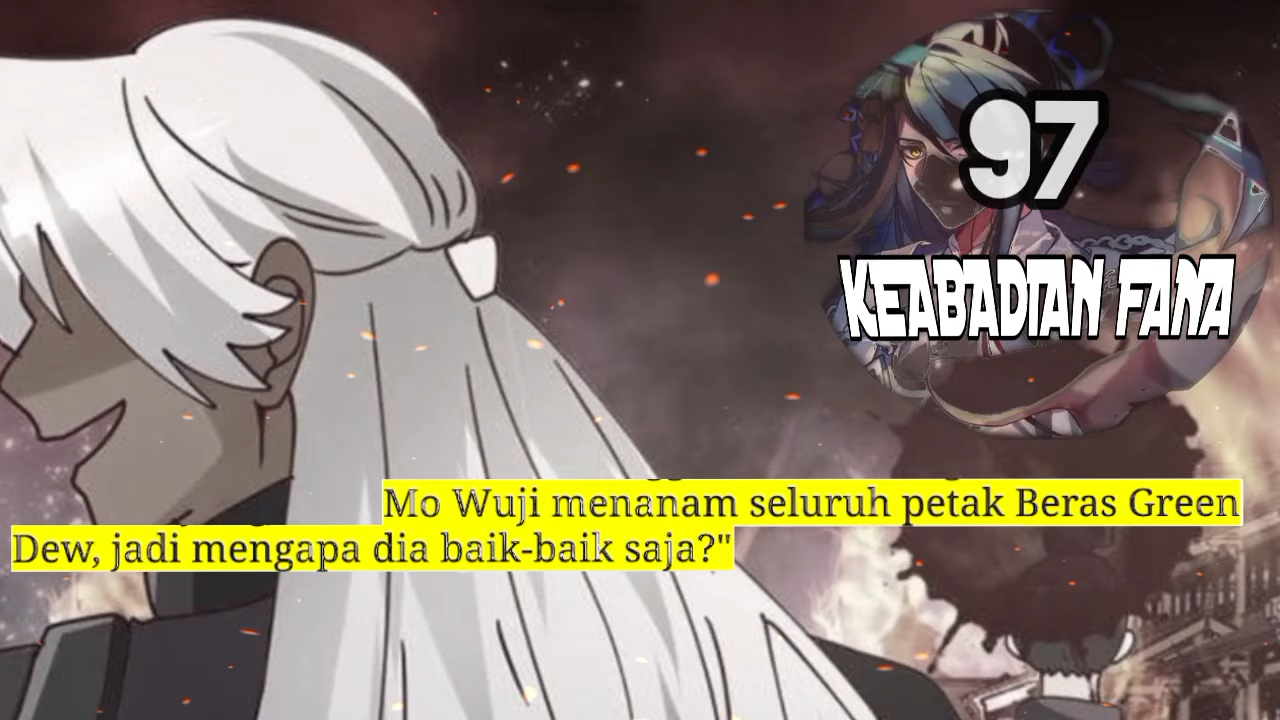 97
KEABADIAN FANA
Mo Wuji menanam seluruh petak Beras Green
Dew, jadi mengapa dia baik-baik saja?"